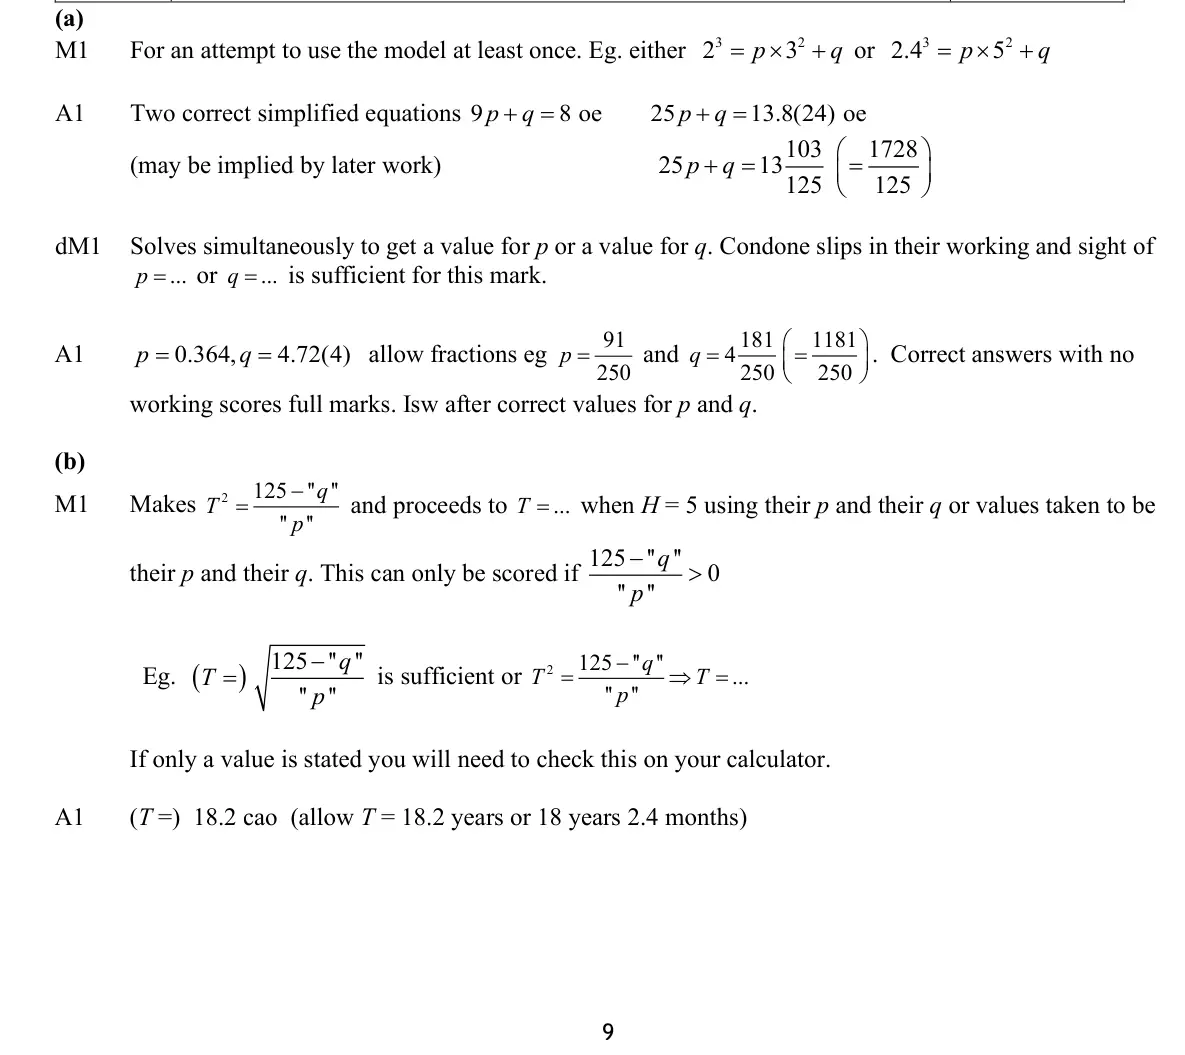 (a)
M1 For an attempt to use the model at least once. Eg. either 2³ = p×3² + q or 2.4³ = p×5² + q
A1 Two correct simplified equations 9p + q = 8 oe 25p + q = 13.8(24) oe
(may be implied by later work) 25p + q = 13 103/125 (= 1728/125)
dM1 Solves simultaneously to get a value for p or a value for q. Condone slips in their working and sight of
p = ... or q = ... is sufficient for this mark.
A1 p = 0.364, q = 4.72(4) allow fractions eg p = 91/250 and q = 4 181/250 (= 1181/250). Correct answers with no
working scores full marks. Isw after correct values for p and q.
(b)
M1 Makes T² = (125 − "q")/"p" and proceeds to T = ... when H = 5 using their p and their q or values taken to be
their p and their q. This can only be scored if (125 − "q")/"p" > 0
Eg. (T =) √((125 − "q")/"p") is sufficient or T² = (125 − "q")/"p" ⇒ T = ...
If only a value is stated you will need to check this on your calculator.
A1 (T =) 18.2 cao (allow T = 18.2 years or 18 years 2.4 months)
9